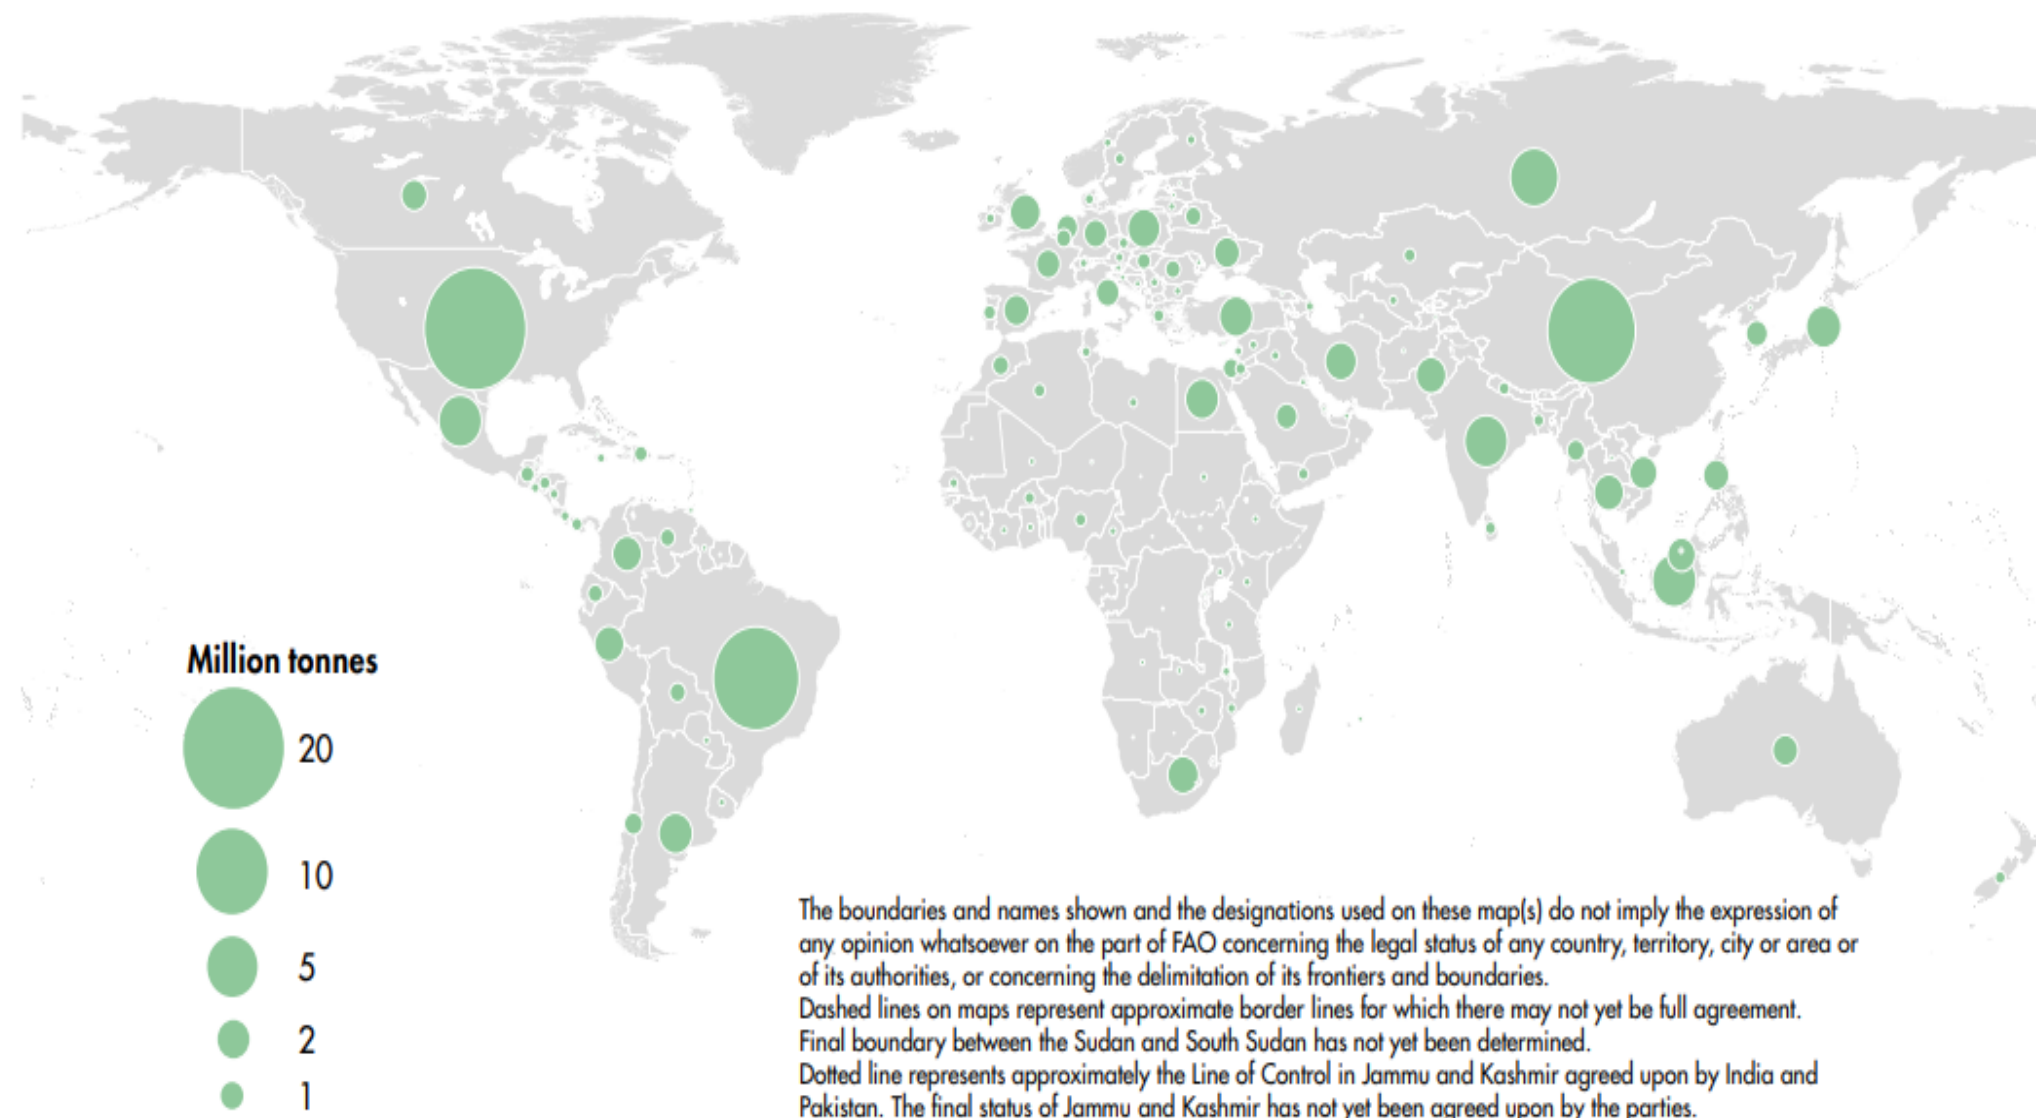 Million tonnes
20
10
5
2
1
The boundaries and names shown and the designations used on these map(s) do not imply the expression of
any opinion whatsoever on the part of FAO concerning the legal status of any country, territory, city or area or
of its authorities, or concerning the delimitation of its frontiers and boundaries.
Dashed lines on maps represent approximate border lines for which there may not yet be full agreement.
Final boundary between the Sudan and South Sudan has not yet been determined.
Dotted line represents approximately the Line of Control in Jammu and Kashmir agreed upon by India and
Pakistan. The final status of Jammu and Kashmir has not yet been agreed upon by the parties.